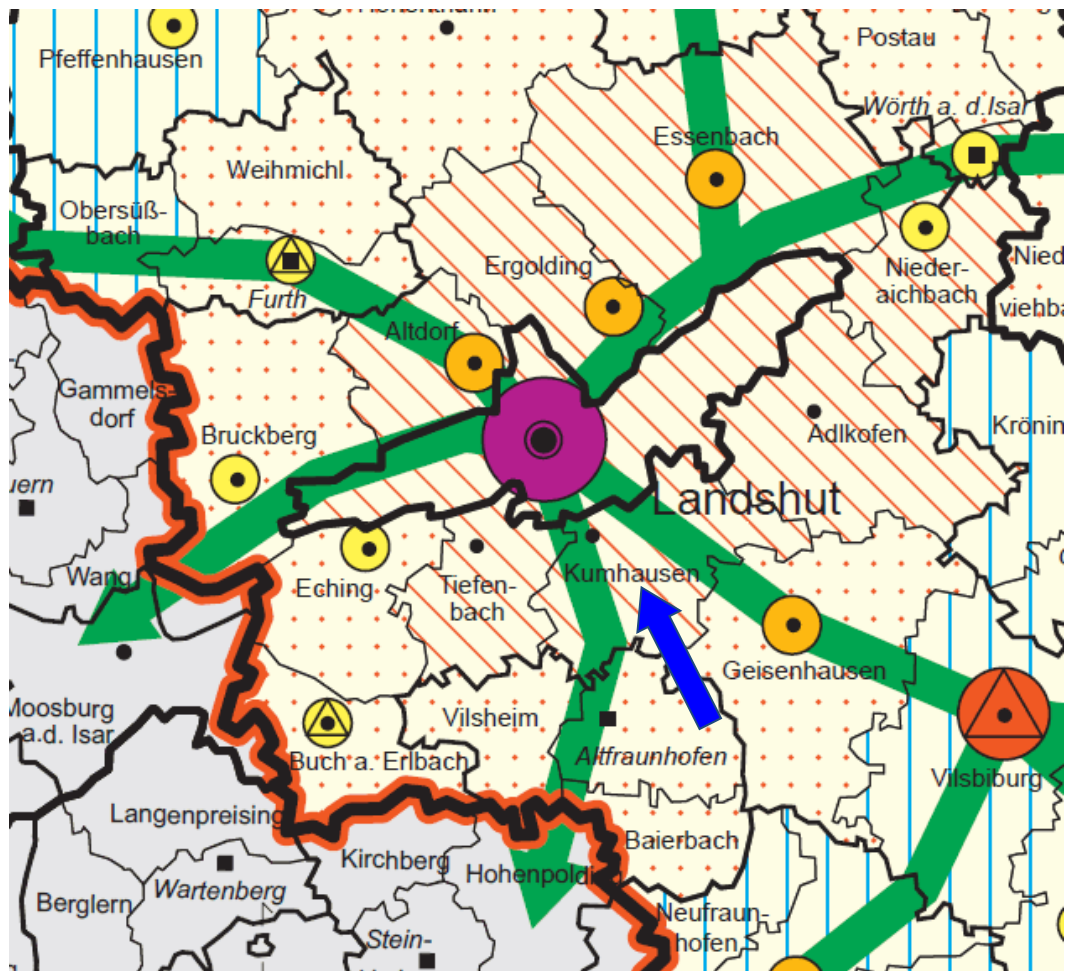 Pfeffenhausen
Postau
Wörth a. d.Isar
Essenbach
Weihmichl
Obersüß-
bach
Ergolding
Nieder-
aichbach
Nied
viehba
Furth
Altdorf
Gammels-
dorf
Bruckberg
Adlkofen
Krönin
uern
Landshut
Wang
Eching
Tiefen-
bach
Kumhausen
Geisenhausen
Moosburg
a.d. Isar
Vilsheim
Buch a. Erlbach
Altfraunhofen
Vilsbiburg
Langenpreising
Kirchberg
Baierbach
Hohenpoldi
Wartenberg
Berglern
Neufraun-
hofen
Stein-